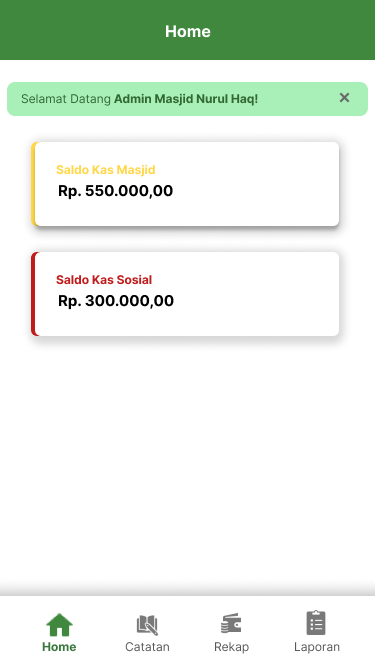 Home
Selamat Datang Admin Masjid Nurul Haq!
Saldo Kas Masjid
Rp. 550.000,00
Saldo Kas Sosial
Rp. 300.000,00
Home Catatan Rekap Laporan